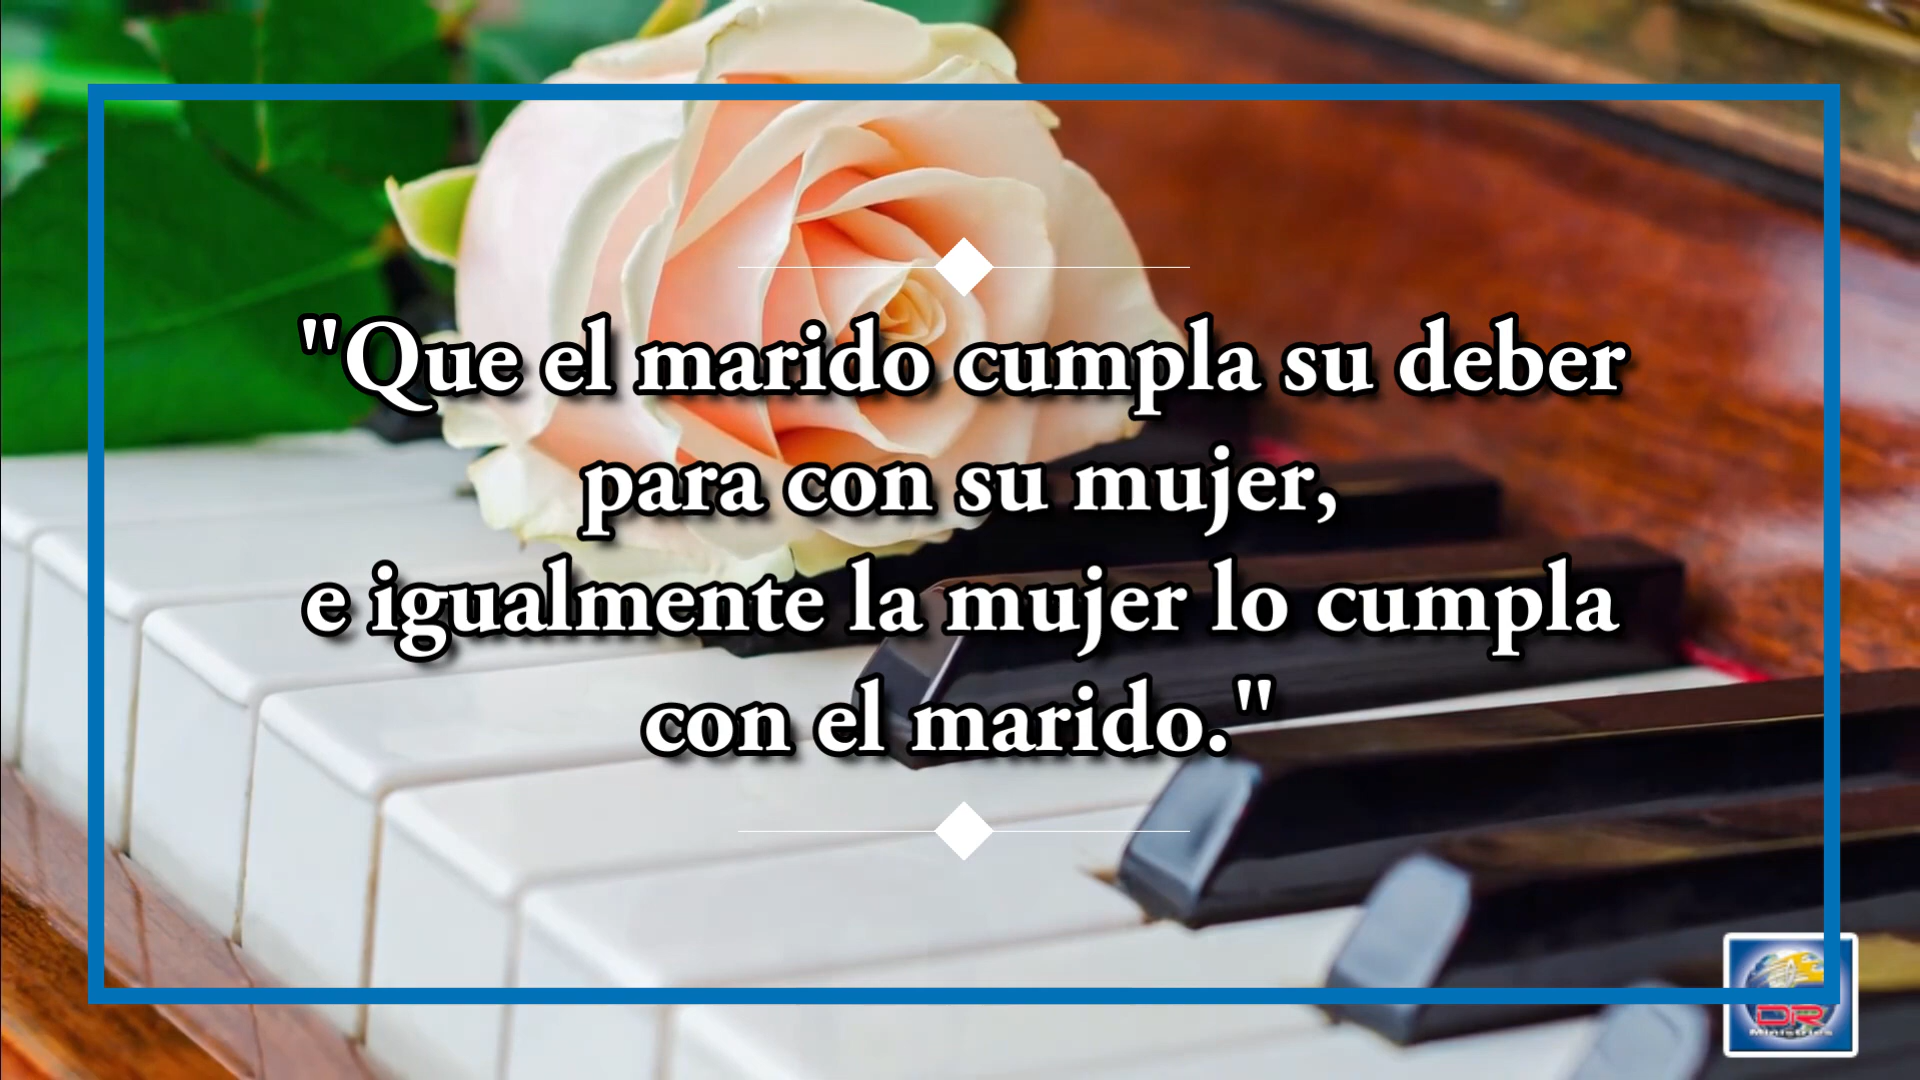 "Que el marido cumpla su deber
para con su mujer,
e igualmente la mujer lo cumpla
con el marido."
DR
Ministries